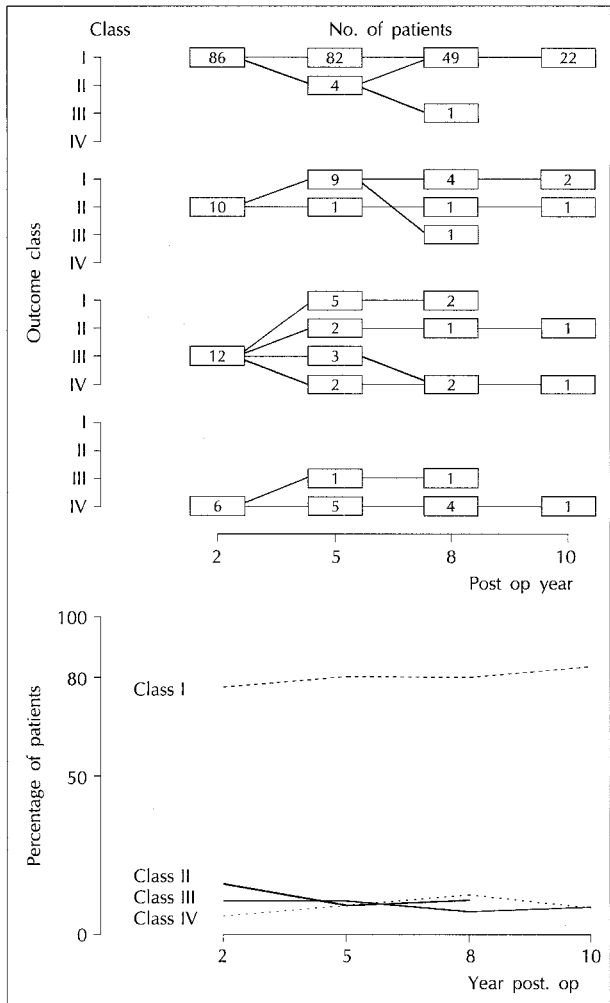 Class No. of patients
Outcome class
I 86 82 49 22
II 4
III 1
IV
I 9 4 2
II 10 1 1 1
III 1
IV
I 5 2
II 2 1 1
III 12 3
IV 2 2 1
I
II
III 1 1
IV 6 5 4 1
2 5 8 10
Post op year
Percentage of patients
100
80
Class I
50
Class II
Class III
Class IV
0
2 5 8 10
Year post. op